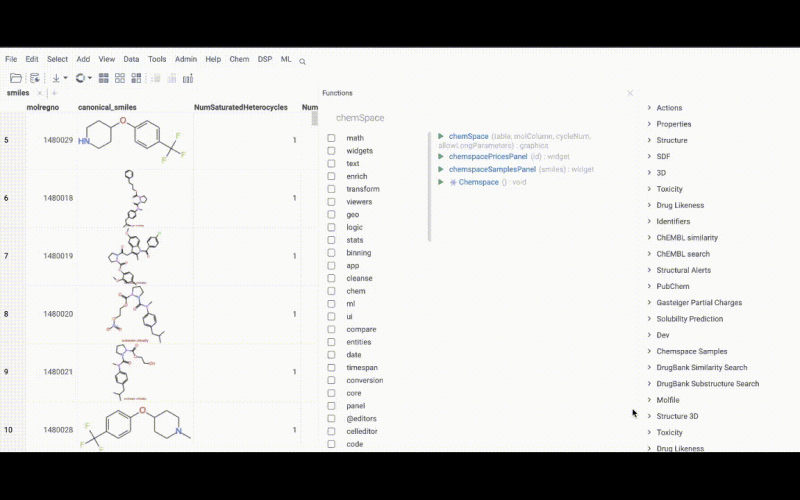 File Edit Select Add View Data Tools Admin Help Chem DSP ML
smiles
Functions
molregno canonical_smiles NumSaturatedHeterocycles Num
chemSpace
5 1480029 1
6 1480018 1
7 1480019 1
8 1480020 1
9 1480021 1
10 1480028 1
math
widgets
text
enrich
transform
viewers
geo
logic
stats
binning
app
cleanse
chem
ml
ui
compare
entities
date
timespan
conversion
core
panel
@editors
celleditor
code
chemSpace (table, molColumn, cycleNum,
allowLongParameters) : graphics
chemspacePricesPanel (id) : widget
chemspaceSamplesPanel (smiles) : widget
Chemspace () : void
Actions
Properties
Structure
SDF
3D
Toxicity
Drug Likeness
Identifiers
ChEMBL similarity
ChEMBL search
Structural Alerts
PubChem
Gasteiger Partial Charges
Solubility Prediction
Dev
Chemspace Samples
DrugBank Similarity Search
DrugBank Substructure Search
Molfile
Structure 3D
Toxicity
Drug Likeness